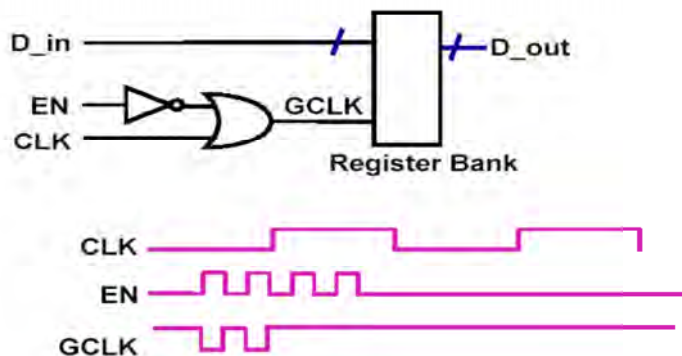 D_in
D_out
EN
GCLK
CLK
Register Bank
CLK
EN
GCLK